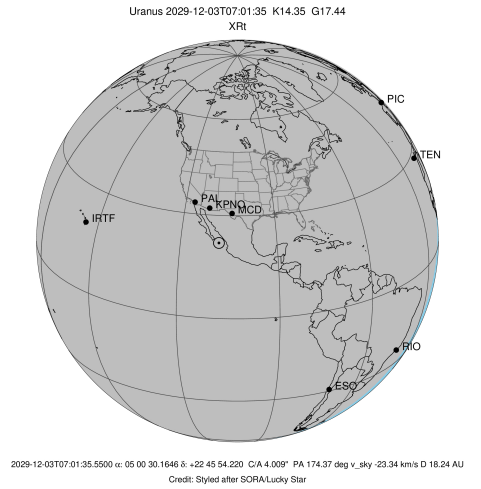 Uranus 2029-12-03T07:01:35 K14.35 G17.44
XRt
PIC
TEN
PAL
KPNO
MCD
IRTF
RIO
ESO
2029-12-03T07:01:35.5500 α: 05 00 30.1646 δ: +22 45 54.220 C/A 4.009" PA 174.37 deg v_sky -23.34 km/s D 18.24 AU
Credit: Styled after SORA/Lucky Star